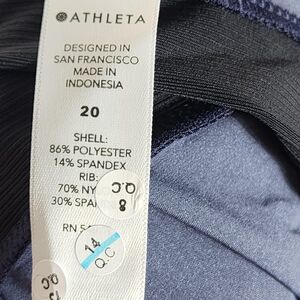 ATHLETA
DESIGNED IN
SAN FRANCISCO
MADE IN
INDONESIA
20
SHELL:
86% POLYESTER
14% SPANDEX
RIB:
70% NY
30% SPA
RN
8
Q.C
14
Q.C
Q.C